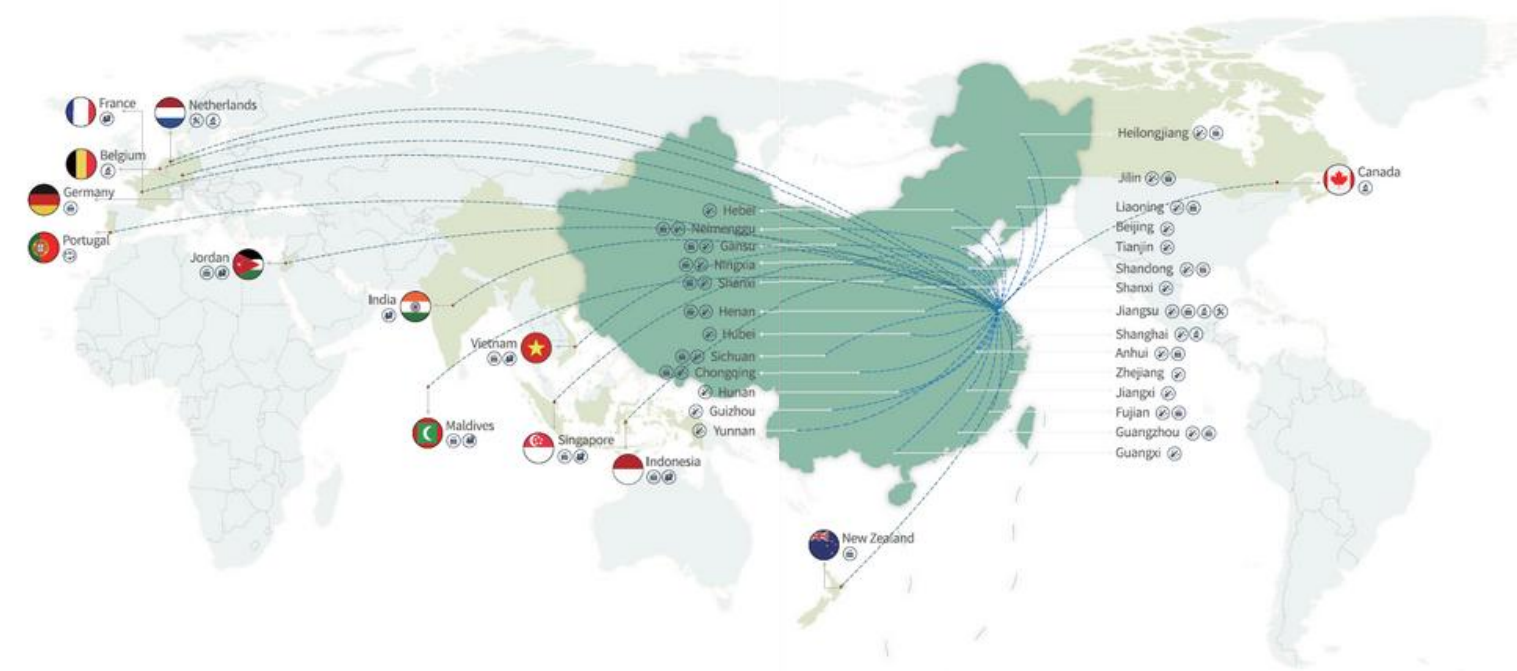 France
Netherlands
Belgium
Germany
Portugal
Jordan
India
Vietnam
Maldives
Singapore
Indonesia
New Zealand
Canada
Hebei
Neimenggu
Gansu
Ningxia
Shanxi
Henan
Hubei
Sichuan
Chongqing
Hunan
Guizhou
Yunnan
Heilongjiang
Jilin
Liaoning
Beijing
Tianjin
Shandong
Shanxi
Jiangsu
Shanghai
Anhui
Zhejiang
Jiangxi
Fujian
Guangzhou
Guangxi